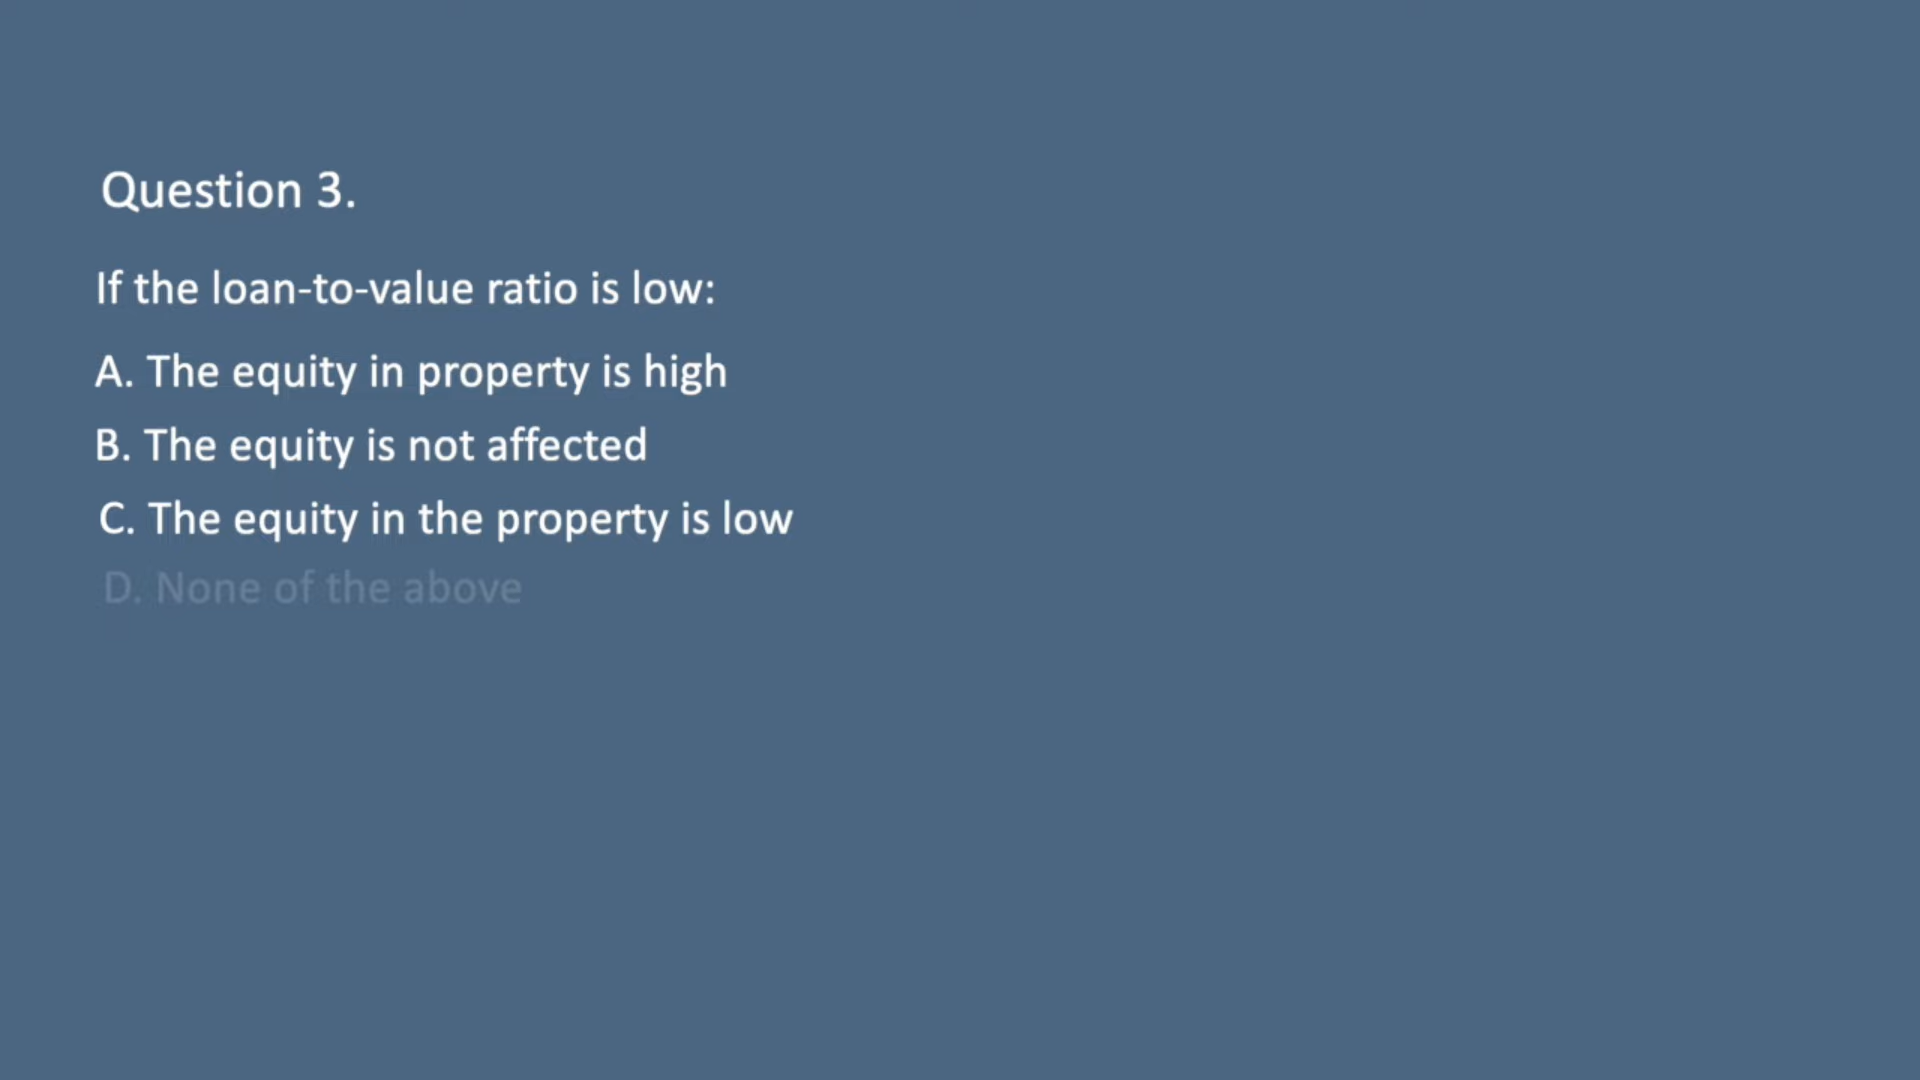 Question 3.
If the loan-to-value ratio is low:
A. The equity in property is high
B. The equity is not affected
C. The equity in the property is low
D. None of the above